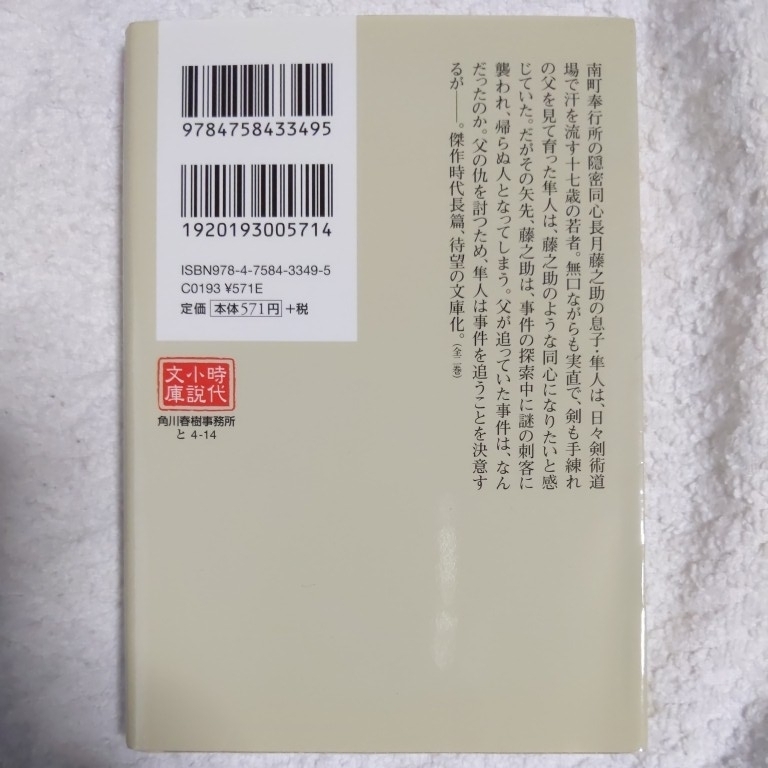 南町奉行所の隠密同心長月藤之助の息子・隼人は、日々剣術道
場で汗を流す十七歳の若者。無口ながらも実直で、剣も手練れ
の父を見て育った隼人は、藤之助のような同心になりたいと感
じていた。だがその矢先、藤之助は、事件の探索中に謎の刺客に
襲われ、帰らぬ人となってしまう。父が追っていた事件は、なん
だったのか。父の仇を討つため、隼人は事件を追うことを決意す
るが――。傑作時代長篇、待望の文庫化。(全二巻)
9784758433495
1920193005714
ISBN978-4-7584-3349-5
C0193 ¥571E
定価 本体571円 +税
時代
小説
文庫
角川春樹事務所
と 4-14